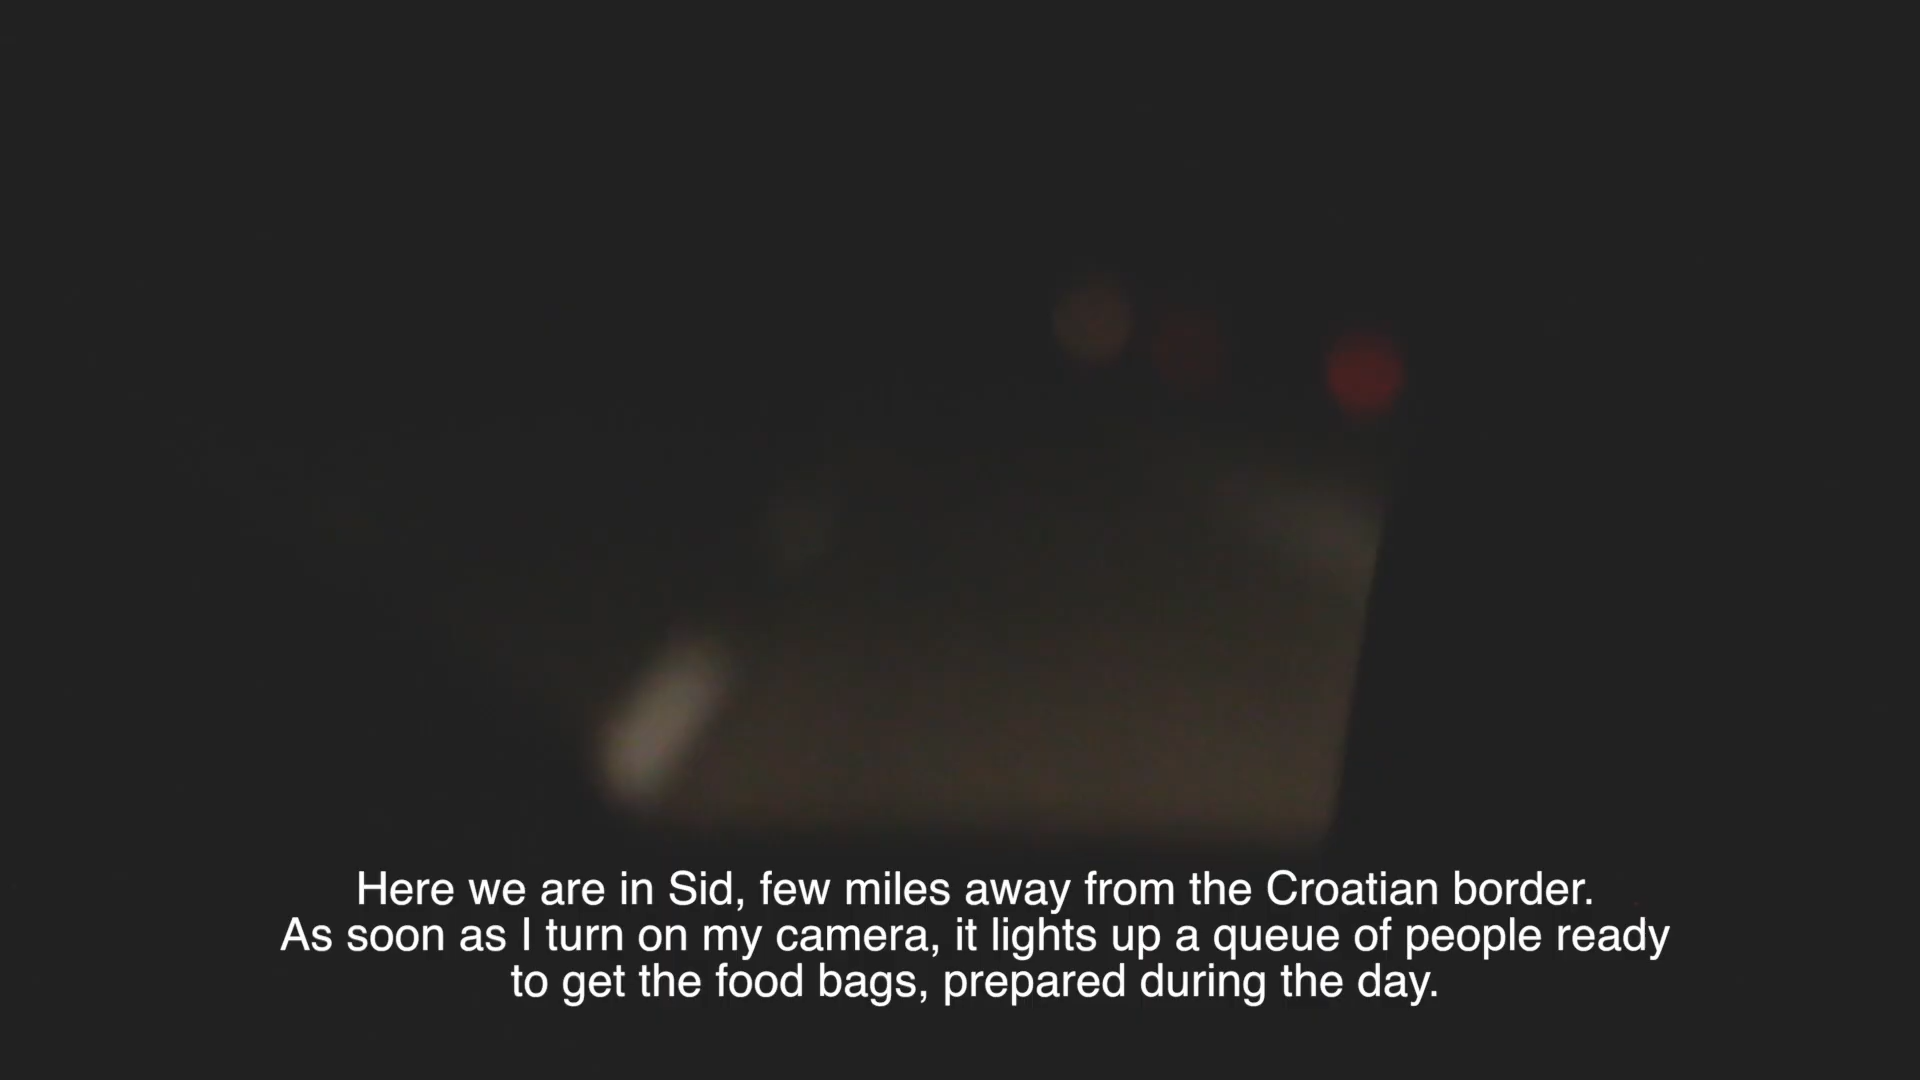 Here we are in Sid, few miles away from the Croatian border.
As soon as I turn on my camera, it lights up a queue of people ready
to get the food bags, prepared during the day.